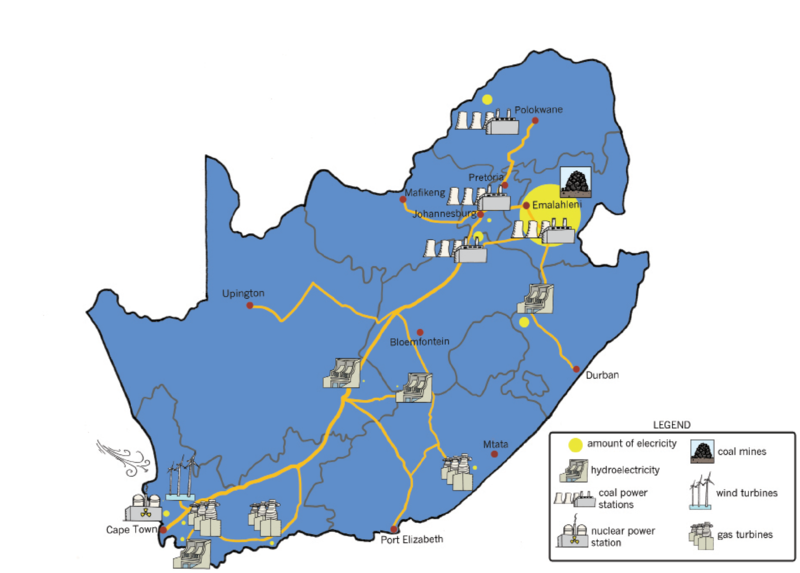 Polokwane
Pretoria
Mafikeng
Emalahleni
Johannesburg
Upington
Bloemfontein
Durban
Mtata
Cape Town
Port Elizabeth
LEGEND
amount of elecricity
hydroelectricity
coal power
stations
nuclear power
station
coal mines
wind turbines
gas turbines